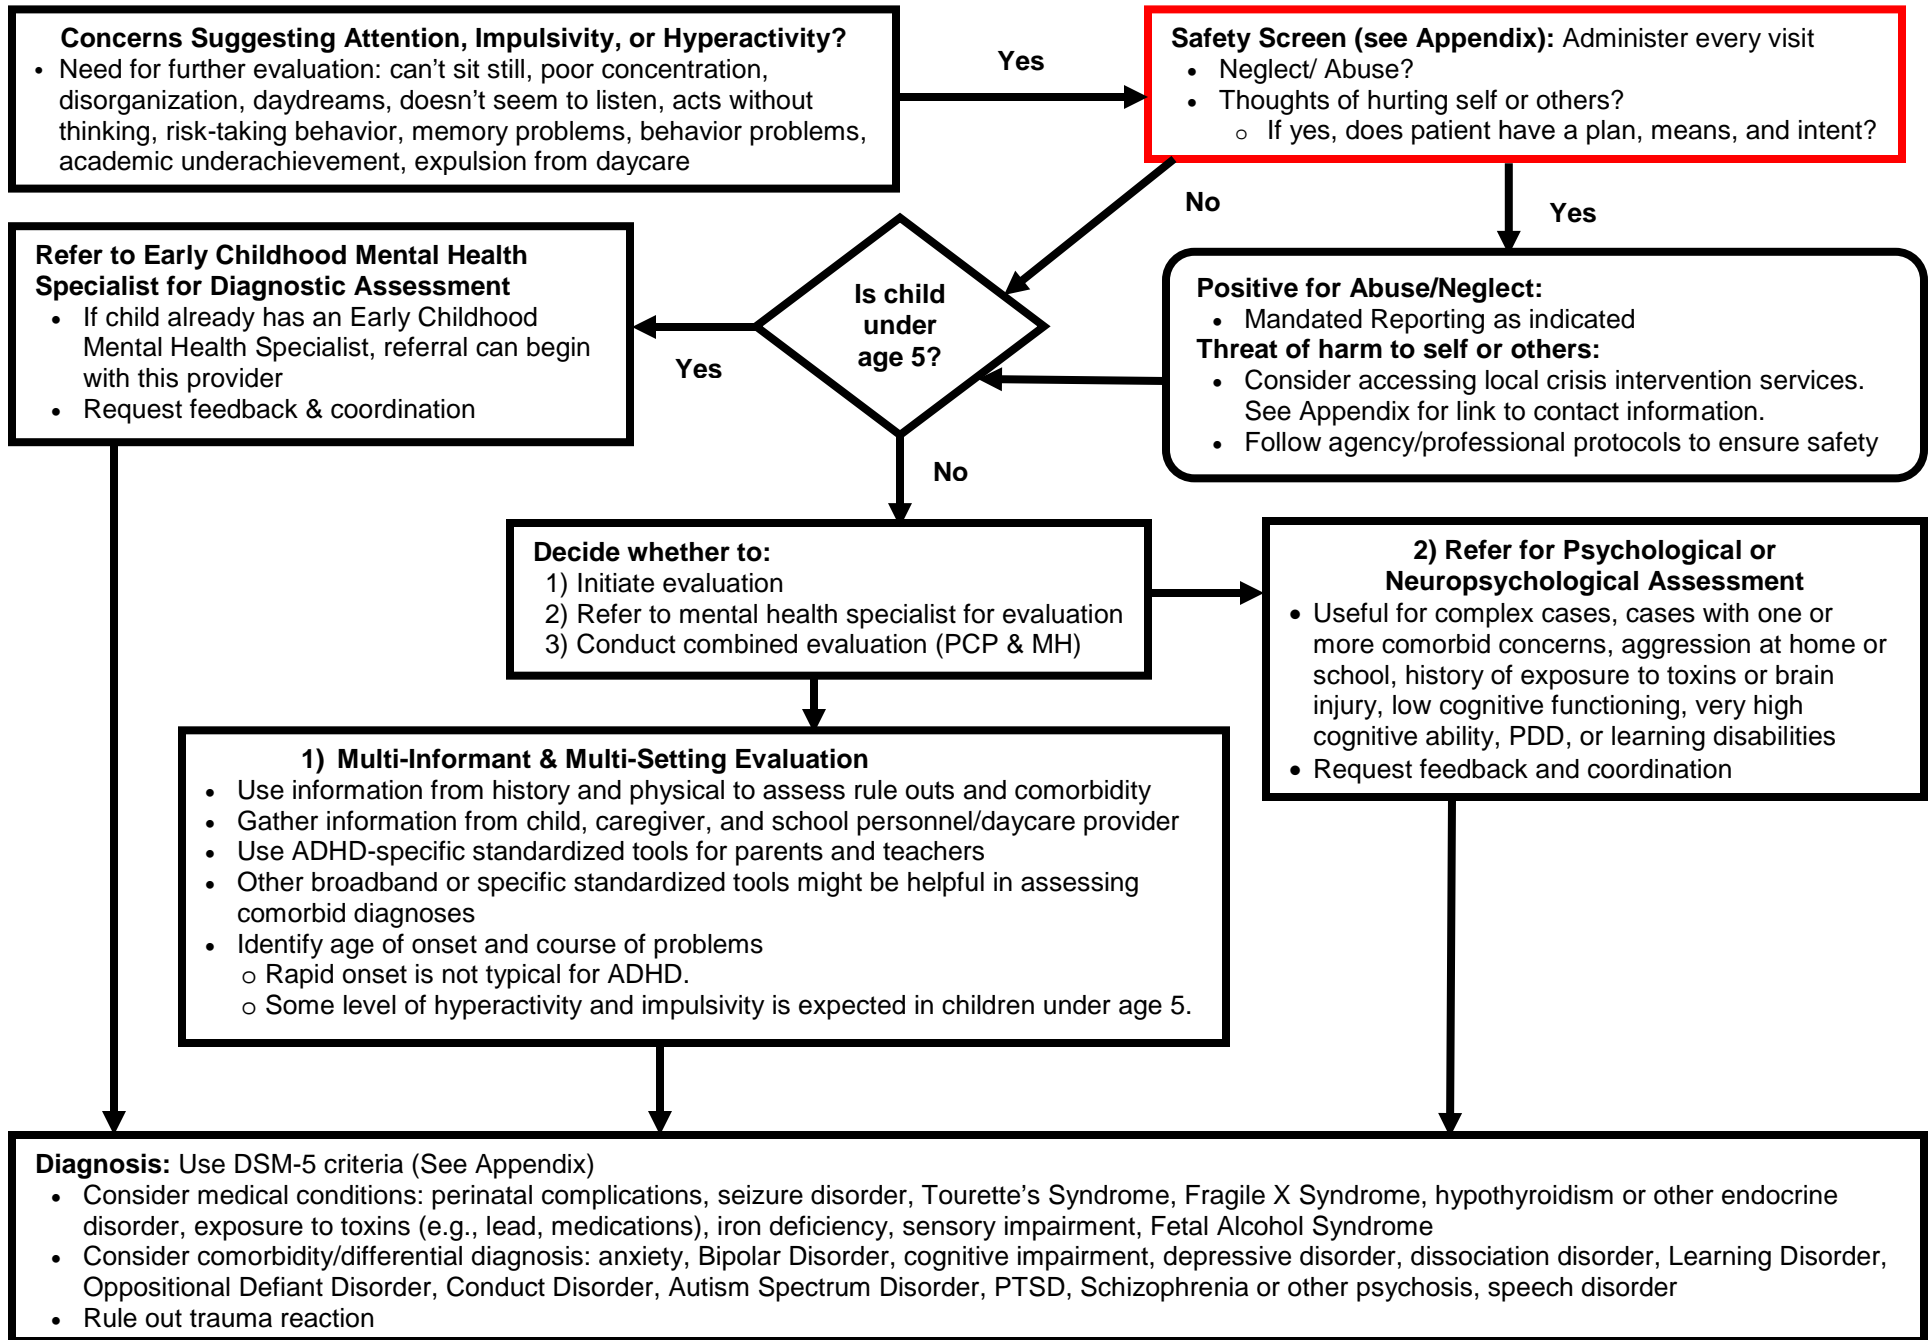 Concerns Suggesting Attention, Impulsivity, or Hyperactivity?
• Need for further evaluation: can’t sit still, poor concentration,
disorganization, daydreams, doesn’t seem to listen, acts without
thinking, risk-taking behavior, memory problems, behavior problems,
academic underachievement, expulsion from daycare
Yes
Safety Screen (see Appendix): Administer every visit
• Neglect/ Abuse?
• Thoughts of hurting self or others?
o If yes, does patient have a plan, means, and intent?
No
Yes
Refer to Early Childhood Mental Health
Specialist for Diagnostic Assessment
• If child already has an Early Childhood
Mental Health Specialist, referral can begin
with this provider
• Request feedback & coordination
Yes
Is child
under
age 5?
Positive for Abuse/Neglect:
• Mandated Reporting as indicated
Threat of harm to self or others:
• Consider accessing local crisis intervention services.
See Appendix for link to contact information.
• Follow agency/professional protocols to ensure safety
No
Decide whether to:
1) Initiate evaluation
2) Refer to mental health specialist for evaluation
3) Conduct combined evaluation (PCP & MH)
2) Refer for Psychological or
Neuropsychological Assessment
• Useful for complex cases, cases with one or
more comorbid concerns, aggression at home or
school, history of exposure to toxins or brain
injury, low cognitive functioning, very high
cognitive ability, PDD, or learning disabilities
• Request feedback and coordination
1) Multi-Informant & Multi-Setting Evaluation
• Use information from history and physical to assess rule outs and comorbidity
• Gather information from child, caregiver, and school personnel/daycare provider
• Use ADHD-specific standardized tools for parents and teachers
• Other broadband or specific standardized tools might be helpful in assessing
comorbid diagnoses
• Identify age of onset and course of problems
o Rapid onset is not typical for ADHD.
o Some level of hyperactivity and impulsivity is expected in children under age 5.
Diagnosis: Use DSM-5 criteria (See Appendix)
• Consider medical conditions: perinatal complications, seizure disorder, Tourette’s Syndrome, Fragile X Syndrome, hypothyroidism or other endocrine
disorder, exposure to toxins (e.g., lead, medications), iron deficiency, sensory impairment, Fetal Alcohol Syndrome
• Consider comorbidity/differential diagnosis: anxiety, Bipolar Disorder, cognitive impairment, depressive disorder, dissociation disorder, Learning Disorder,
Oppositional Defiant Disorder, Conduct Disorder, Autism Spectrum Disorder, PTSD, Schizophrenia or other psychosis, speech disorder
• Rule out trauma reaction